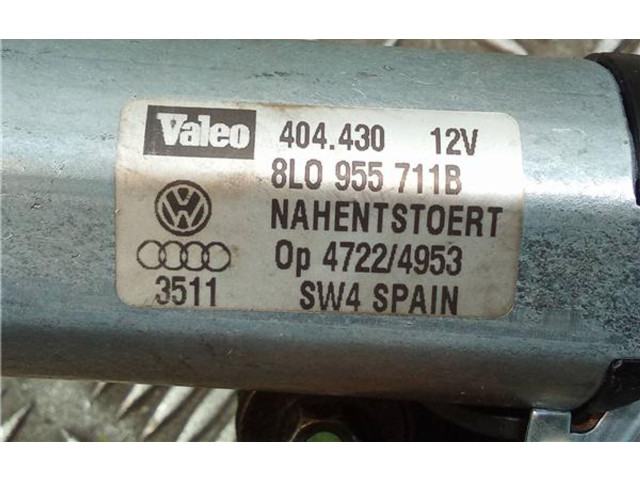 Valeo 404.430 12V
8L0 955 711B
NAHENTSTOERT
Op 4722/4953
3511 SW4 SPAIN